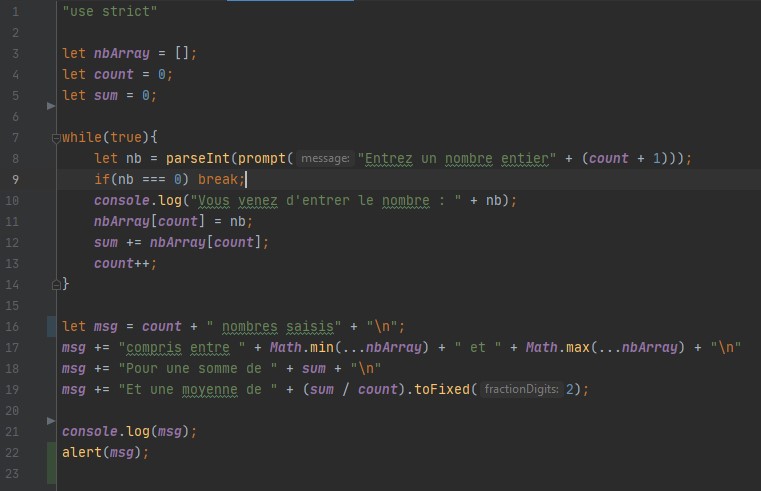 1 "use strict"
2
3 let nbArray = [];
4 let count = 0;
5 let sum = 0;
6
7 while(true){
8 let nb = parseInt(prompt( message: "Entrez un nombre entier" + (count + 1)));
9 if(nb === 0) break;
10 console.log("Vous venez d'entrer le nombre : " + nb);
11 nbArray[count] = nb;
12 sum += nbArray[count];
13 count++;
14 }
15
16 let msg = count + " nombres saisis" + "\n";
17 msg += "compris entre " + Math.min(...nbArray) + " et " + Math.max(...nbArray) + "\n"
18 msg += "Pour une somme de " + sum + "\n"
19 msg += "Et une moyenne de " + (sum / count).toFixed( fractionDigits: 2);
20
21 console.log(msg);
22 alert(msg);
23